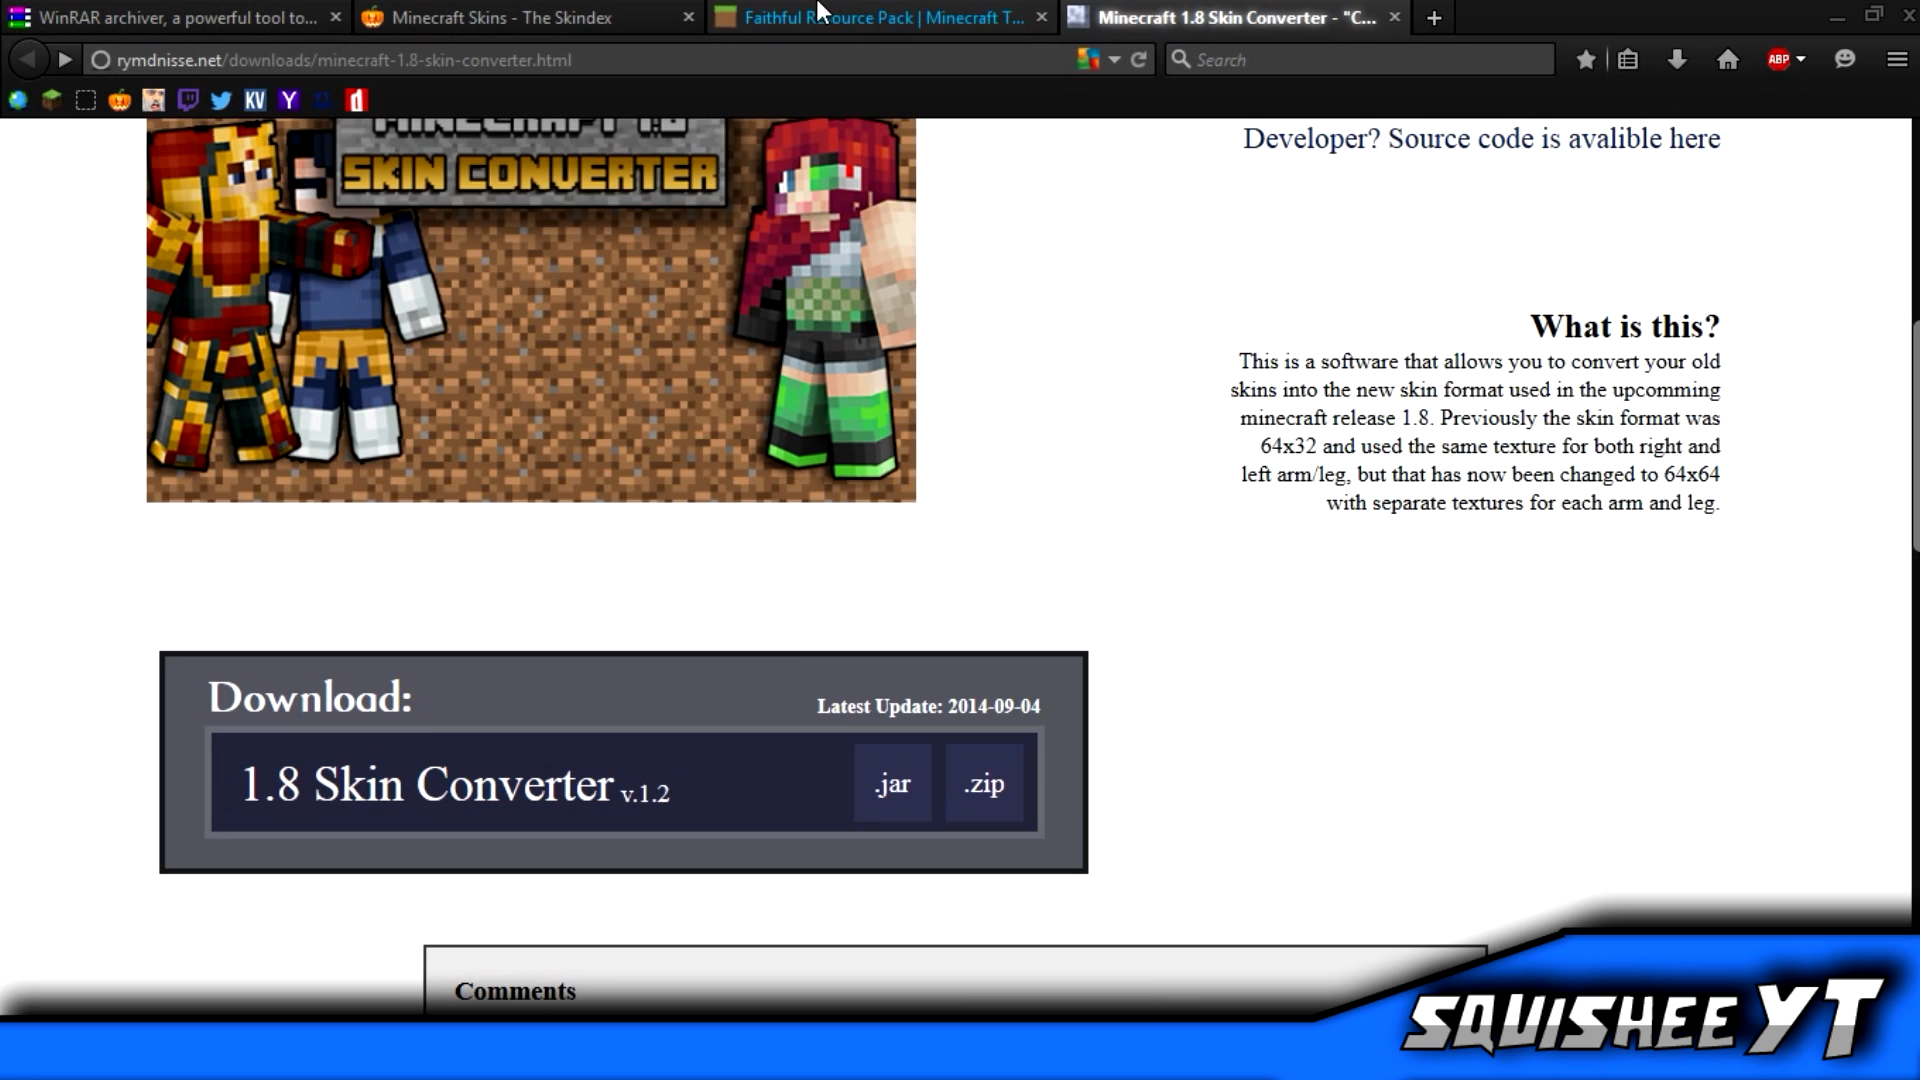 WinRAR archiver, a powerful tool to...
Minecraft Skins - The Skindex
Faithful Resource Pack | Minecraft T...
Minecraft 1.8 Skin Converter - "C...
rymdnisse.net/downloads/minecraft-1.8-skin-converter.html
Search
ABP
KV
Y
d
MINECRAFT 1.8
SKIN CONVERTER
Developer? Source code is avalible here
What is this?
This is a software that allows you to convert your old
skins into the new skin format used in the upcomming
minecraft release 1.8. Previously the skin format was
64x32 and used the same texture for both right and
left arm/leg, but that has now been changed to 64x64
with separate textures for each arm and leg.
Download:
Latest Update: 2014-09-04
1.8 Skin Converter v.1.2
.jar
.zip
Comments
SQUISHEE YT